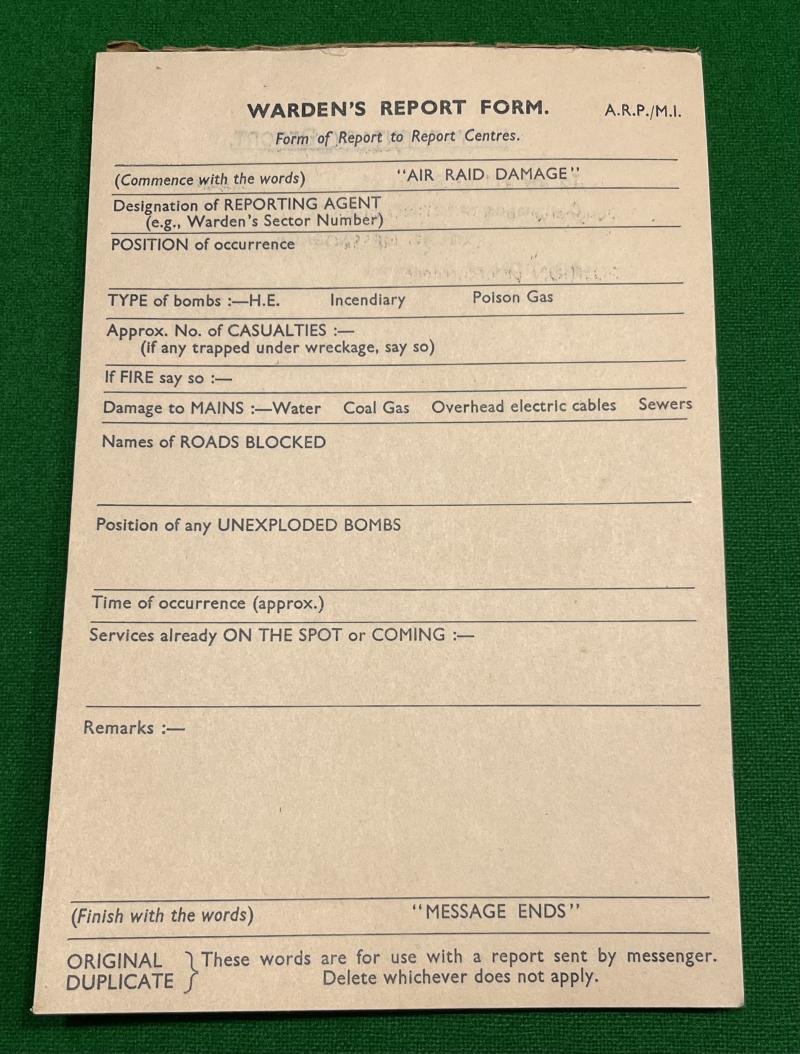 WARDEN'S REPORT FORM. A.R.P./M.I.
Form of Report to Report Centres.
(Commence with the words) "AIR RAID DAMAGE"
Designation of REPORTING AGENT
(e.g., Warden's Sector Number)
POSITION of occurrence
TYPE of bombs :—H.E. Incendiary Poison Gas
Approx. No. of CASUALTIES :—
(if any trapped under wreckage, say so)
If FIRE say so :—
Damage to MAINS :—Water Coal Gas Overhead electric cables Sewers
Names of ROADS BLOCKED
Position of any UNEXPLODED BOMBS
Time of occurrence (approx.)
Services already ON THE SPOT or COMING :—
Remarks :—
(Finish with the words) "MESSAGE ENDS"
ORIGINAL } These words are for use with a report sent by messenger.
DUPLICATE Delete whichever does not apply.